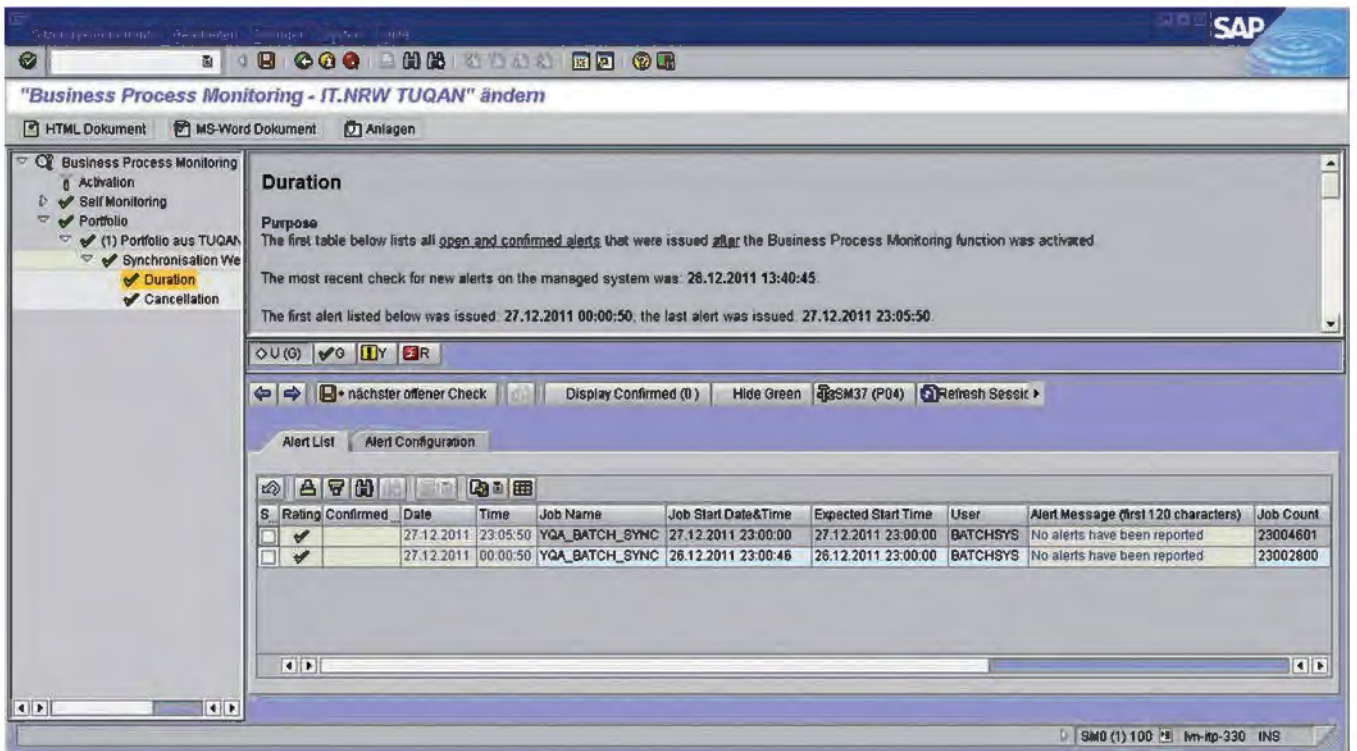 SAP
"Business Process Monitoring - IT.NRW TUQAN" ändern
HTML Dokument MS-Word Dokument Anlagen
Business Process Monitoring
Activation
Self Monitoring
Portfolio
(1) Portfolio aus TUQAN
Synchronisation We
Duration
Cancellation
Duration
Purpose
The first table below lists all open and confirmed alerts that were issued after the Business Process Monitoring function was activated
The most recent check for new alerts on the managed system was: 28.12.2011 13:40:45.
The first alert listed below was issued: 27.12.2011 00:00:50, the last alert was issued: 27.12.2011 23:05:50.
U (G) G Y R
nächster offener Check Display Confirmed (0) Hide Green SM37 (P04) Refresh Sessic
Alert List Alert Configuration
S... Rating Confirmed ... Date Time Job Name Job Start Date&Time Expected Start Time User Alert Message (first 120 characters) Job Count
27.12.2011 23:05:50 YQA_BATCH_SYNC 27.12.2011 23:00:00 27.12.2011 23:00:00 BATCHSYS No alerts have been reported 23004601
27.12.2011 00:00:50 YQA_BATCH_SYNC 26.12.2011 23:00:46 26.12.2011 23:00:00 BATCHSYS No alerts have been reported 23002800
SM0 (1) 100 lvn-itp-330 INS